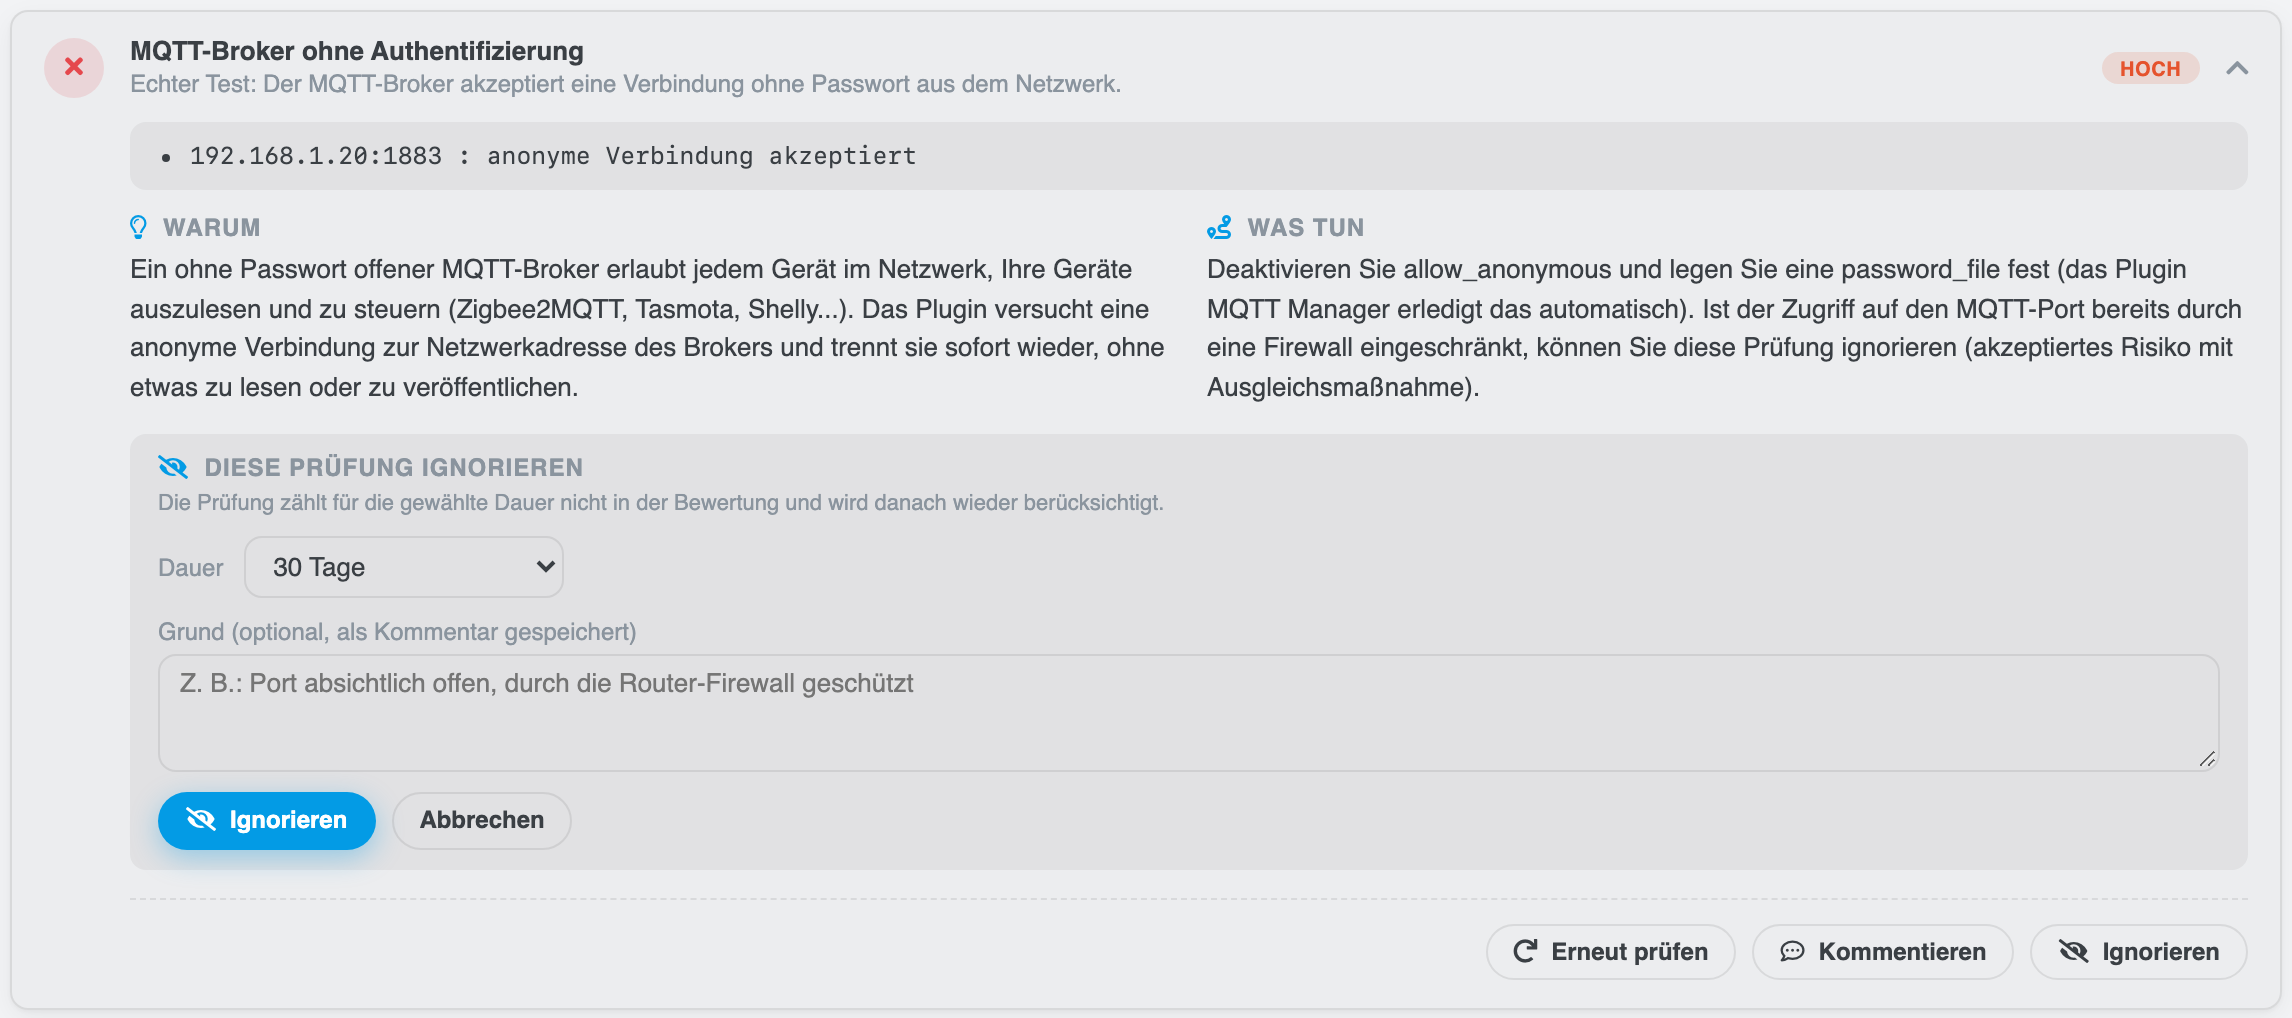 MQTT-Broker ohne Authentifizierung
Echter Test: Der MQTT-Broker akzeptiert eine Verbindung ohne Passwort aus dem Netzwerk.
HOCH
• 192.168.1.20:1883 : anonyme Verbindung akzeptiert
WARUM
Ein ohne Passwort offener MQTT-Broker erlaubt jedem Gerät im Netzwerk, Ihre Geräte
auszulesen und zu steuern (Zigbee2MQTT, Tasmota, Shelly...). Das Plugin versucht eine
anonyme Verbindung zur Netzwerkadresse des Brokers und trennt sie sofort wieder, ohne
etwas zu lesen oder zu veröffentlichen.
WAS TUN
Deaktivieren Sie allow_anonymous und legen Sie eine password_file fest (das Plugin
MQTT Manager erledigt das automatisch). Ist der Zugriff auf den MQTT-Port bereits durch
eine Firewall eingeschränkt, können Sie diese Prüfung ignorieren (akzeptiertes Risiko mit
Ausgleichsmaßnahme).
DIESE PRÜFUNG IGNORIEREN
Die Prüfung zählt für die gewählte Dauer nicht in der Bewertung und wird danach wieder berücksichtigt.
Dauer
30 Tage
Grund (optional, als Kommentar gespeichert)
Z. B.: Port absichtlich offen, durch die Router-Firewall geschützt
Ignorieren
Abbrechen
Erneut prüfen
Kommentieren
Ignorieren